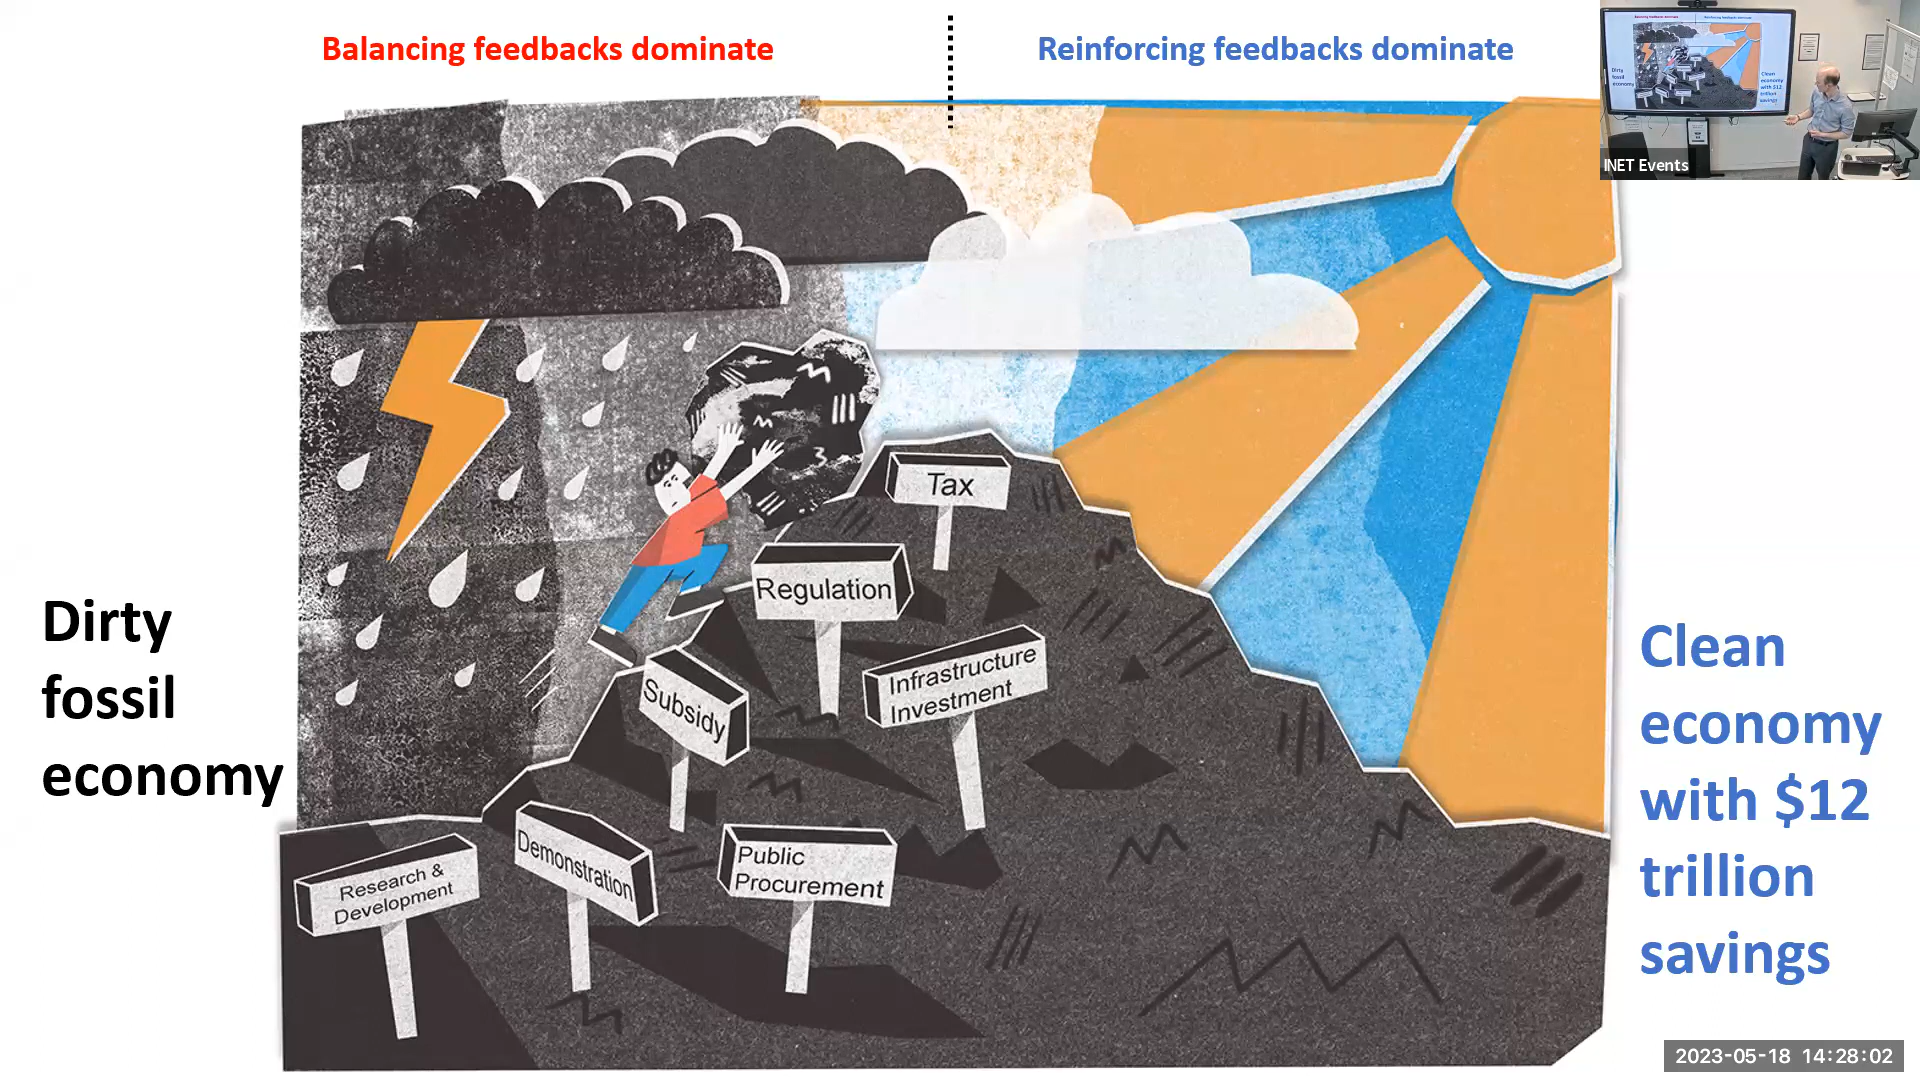 Balancing feedbacks dominate
Reinforcing feedbacks dominate
INET Events
Dirty
fossil
economy
Tax
Regulation
Infrastructure
Investment
Subsidy
Research &
Development
Demonstration
Public
Procurement
Clean
economy
with $12
trillion
savings
2023-05-18 14:28:02